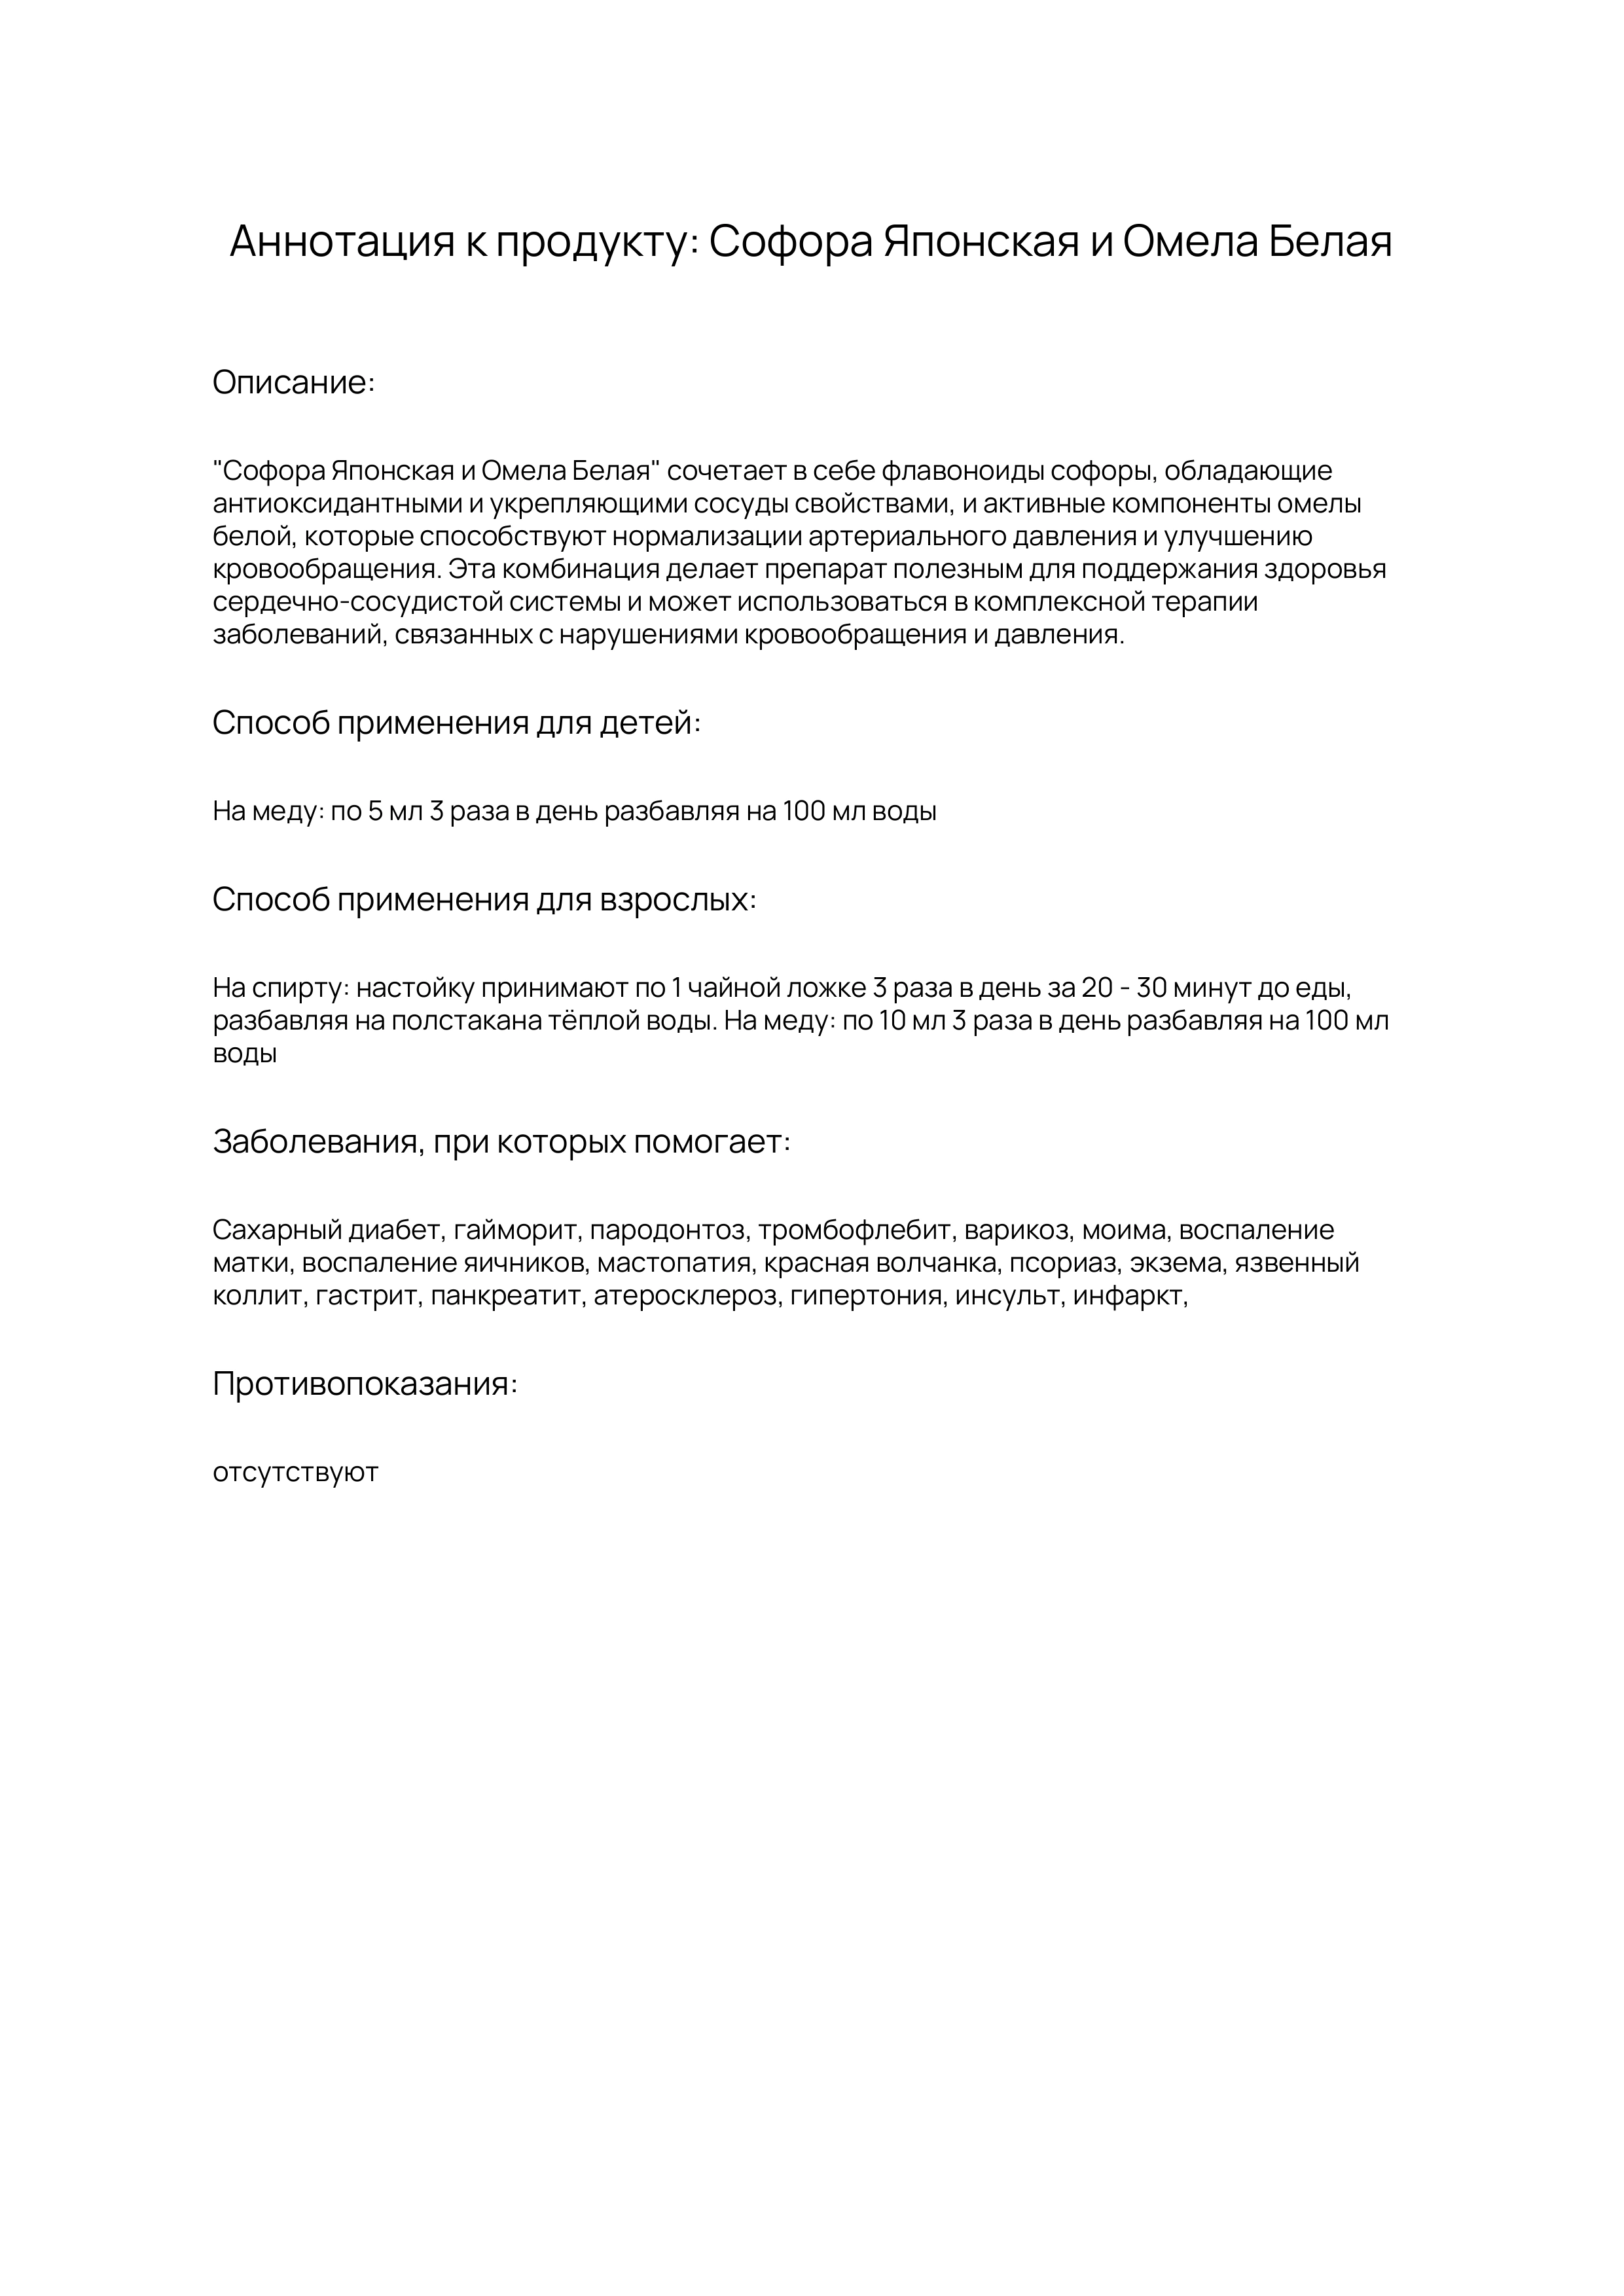 Аннотация к продукту: Софора Японская и Омела Белая
Описание:
"Софора Японская и Омела Белая" сочетает в себе флавоноиды софоры, обладающие
антиоксидантными и укрепляющими сосуды свойствами, и активные компоненты омелы
белой, которые способствуют нормализации артериального давления и улучшению
кровообращения. Эта комбинация делает препарат полезным для поддержания здоровья
сердечно-сосудистой системы и может использоваться в комплексной терапии
заболеваний, связанных с нарушениями кровообращения и давления.
Способ применения для детей:
На меду: по 5 мл 3 раза в день разбавляя на 100 мл воды
Способ применения для взрослых:
На спирту: настойку принимают по 1 чайной ложке 3 раза в день за 20 - 30 минут до еды,
разбавляя на полстакана тёплой воды. На меду: по 10 мл 3 раза в день разбавляя на 100 мл
воды
Заболевания, при которых помогает:
Сахарный диабет, гайморит, пародонтоз, тромбофлебит, варикоз, моима, воспаление
матки, воспаление яичников, мастопатия, красная волчанка, псориаз, экзема, язвенный
коллит, гастрит, панкреатит, атеросклероз, гипертония, инсульт, инфаркт,
Противопоказания:
отсутствуют